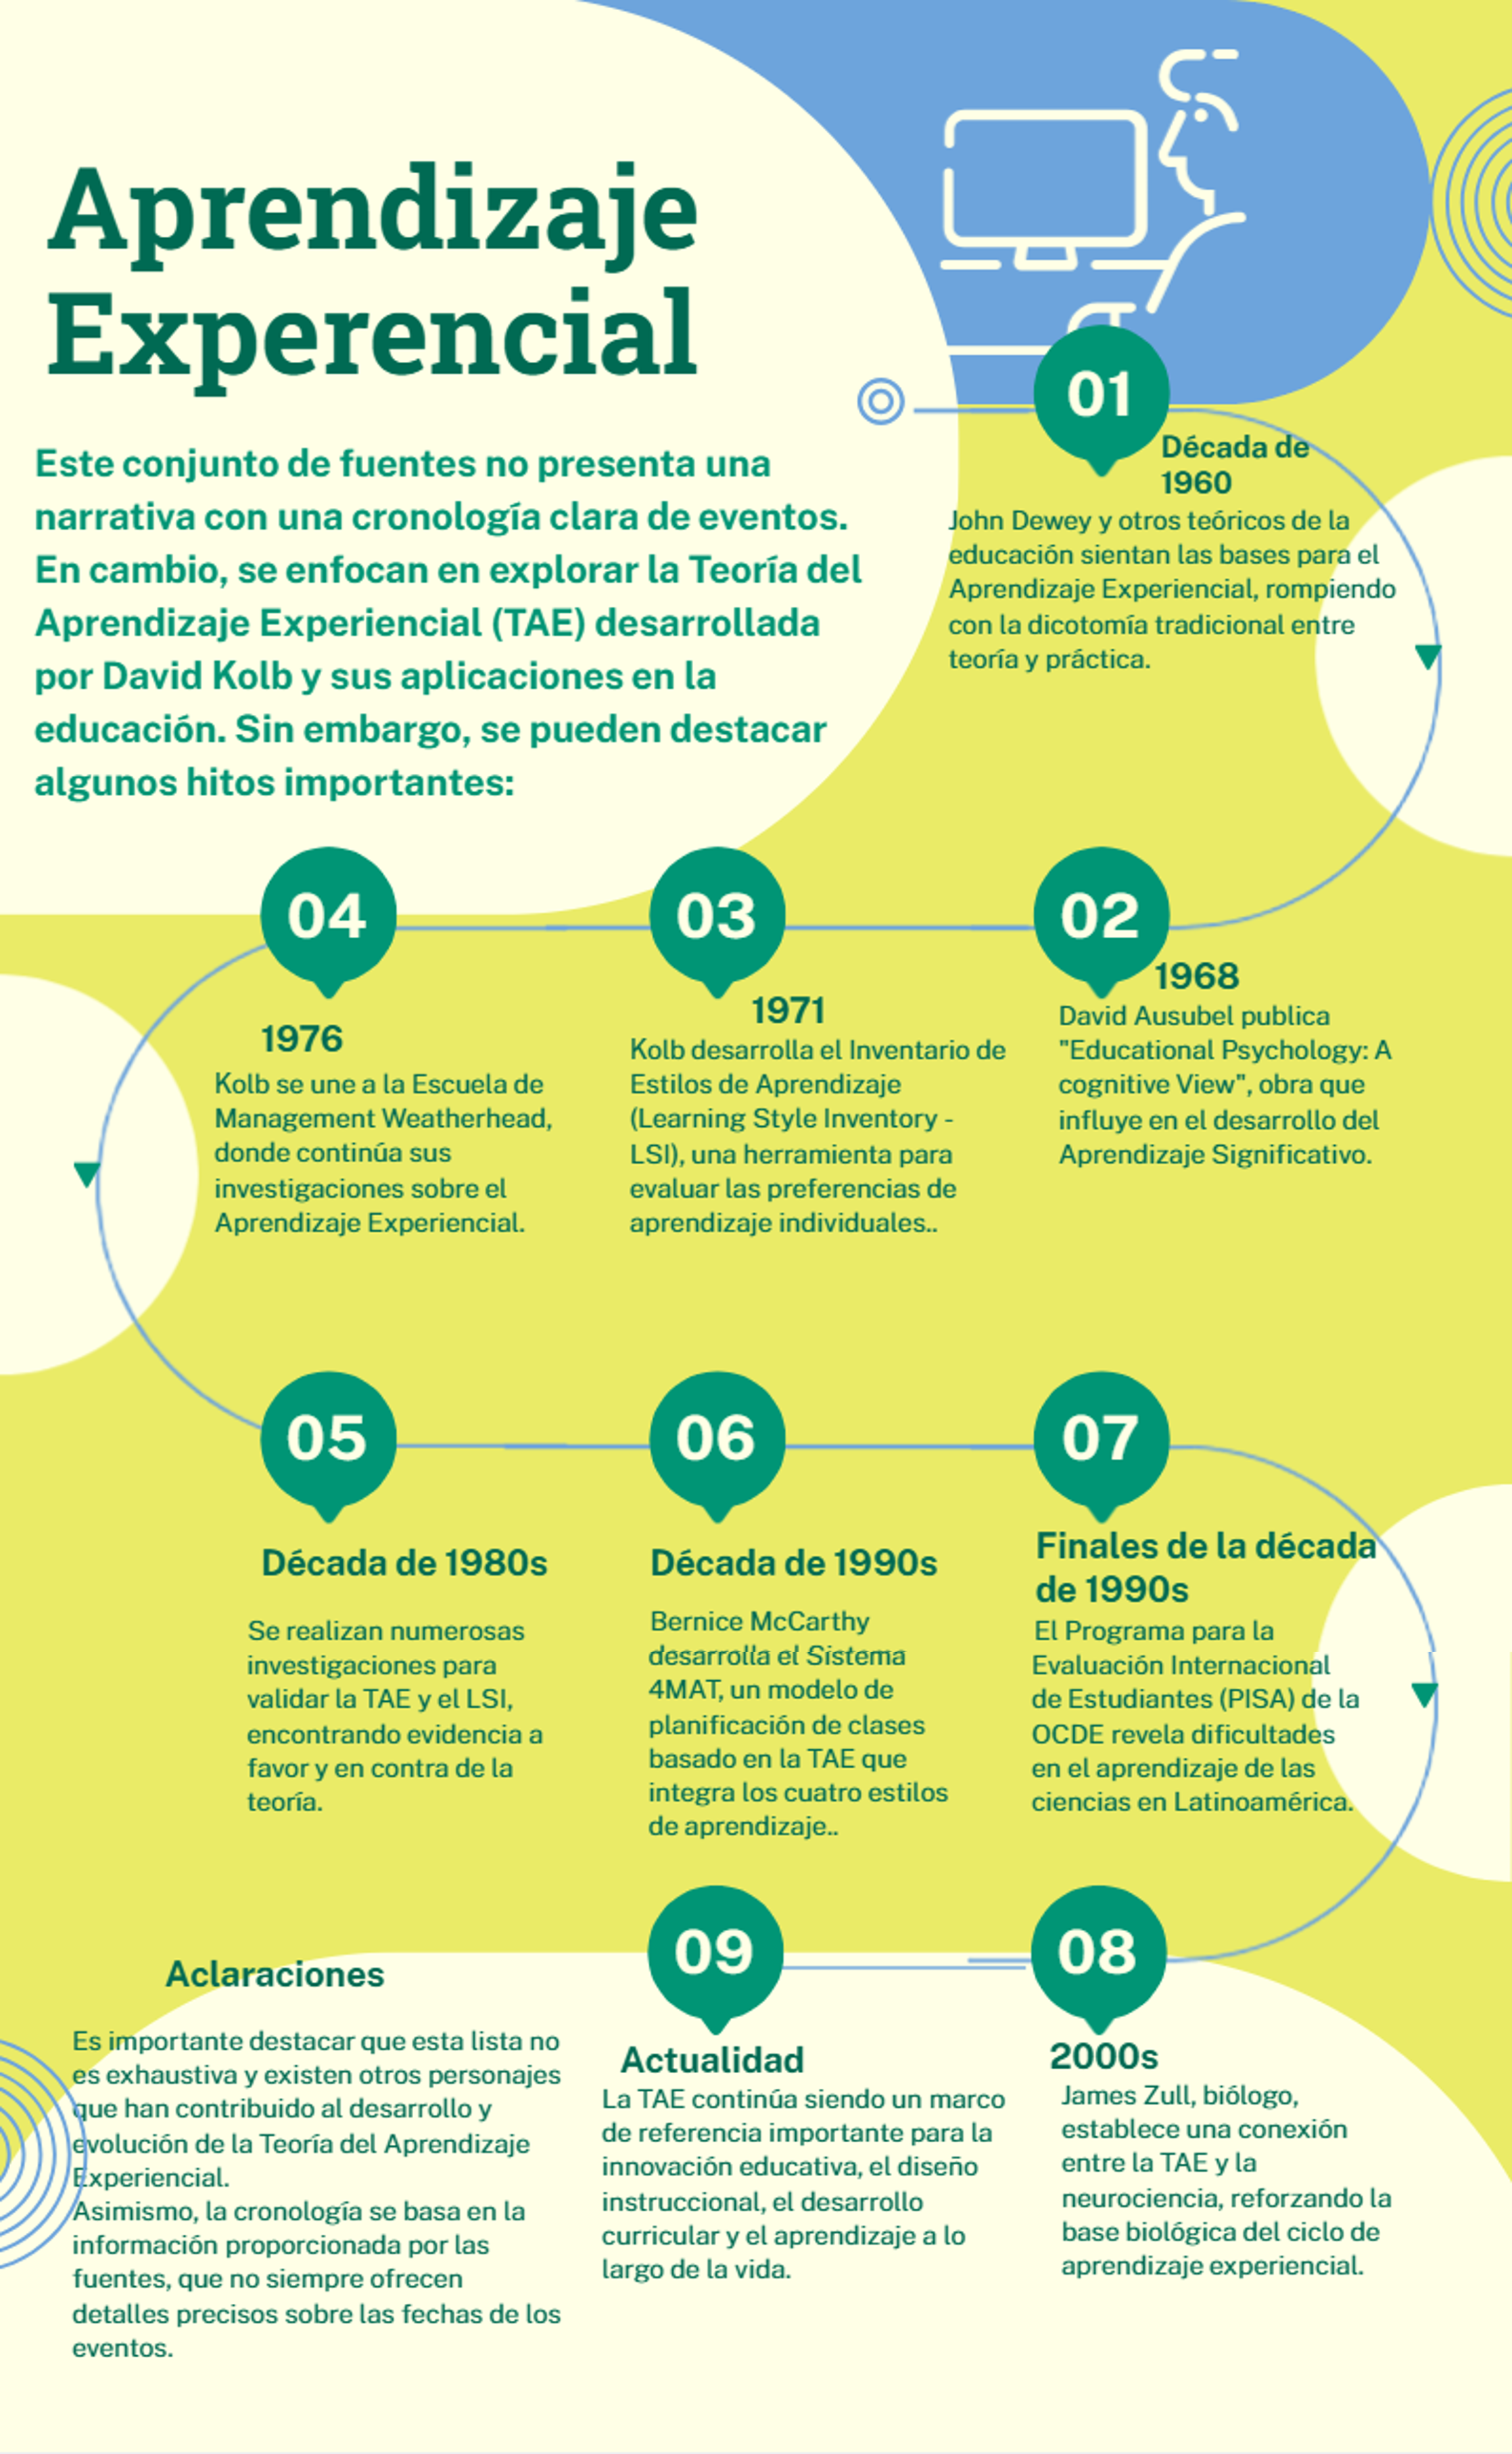 Aprendizaje
Experencial
Este conjunto de fuentes no presenta una
narrativa con una cronología clara de eventos.
En cambio, se enfocan en explorar la Teoría del
Aprendizaje Experiencial (TAE) desarrollada
por David Kolb y sus aplicaciones en la
educación. Sin embargo, se pueden destacar
algunos hitos importantes:
01
Década de
1960
John Dewey y otros teóricos de la
educación sientan las bases para el
Aprendizaje Experiencial, rompiendo
con la dicotomía tradicional entre
teoría y práctica.
02
1968
David Ausubel publica
"Educational Psychology: A
cognitive View", obra que
influye en el desarrollo del
Aprendizaje Significativo.
03
1971
Kolb desarrolla el Inventario de
Estilos de Aprendizaje
(Learning Style Inventory -
LSI), una herramienta para
evaluar las preferencias de
aprendizaje individuales..
04
1976
Kolb se une a la Escuela de
Management Weatherhead,
donde continúa sus
investigaciones sobre el
Aprendizaje Experiencial.
05
Década de 1980s
Se realizan numerosas
investigaciones para
validar la TAE y el LSI,
encontrando evidencia a
favor y en contra de la
teoría.
06
Década de 1990s
Bernice McCarthy
desarrolla el Sistema
4MAT, un modelo de
planificación de clases
basado en la TAE que
integra los cuatro estilos
de aprendizaje..
07
Finales de la década
de 1990s
El Programa para la
Evaluación Internacional
de Estudiantes (PISA) de la
OCDE revela dificultades
en el aprendizaje de las
ciencias en Latinoamérica.
08
2000s
James Zull, biólogo,
establece una conexión
entre la TAE y la
neurociencia, reforzando la
base biológica del ciclo de
aprendizaje experiencial.
09
Actualidad
La TAE continúa siendo un marco
de referencia importante para la
innovación educativa, el diseño
instruccional, el desarrollo
curricular y el aprendizaje a lo
largo de la vida.
Aclaraciones
Es importante destacar que esta lista no
es exhaustiva y existen otros personajes
que han contribuido al desarrollo y
evolución de la Teoría del Aprendizaje
Experiencial.
Asimismo, la cronología se basa en la
información proporcionada por las
fuentes, que no siempre ofrecen
detalles precisos sobre las fechas de los
eventos.